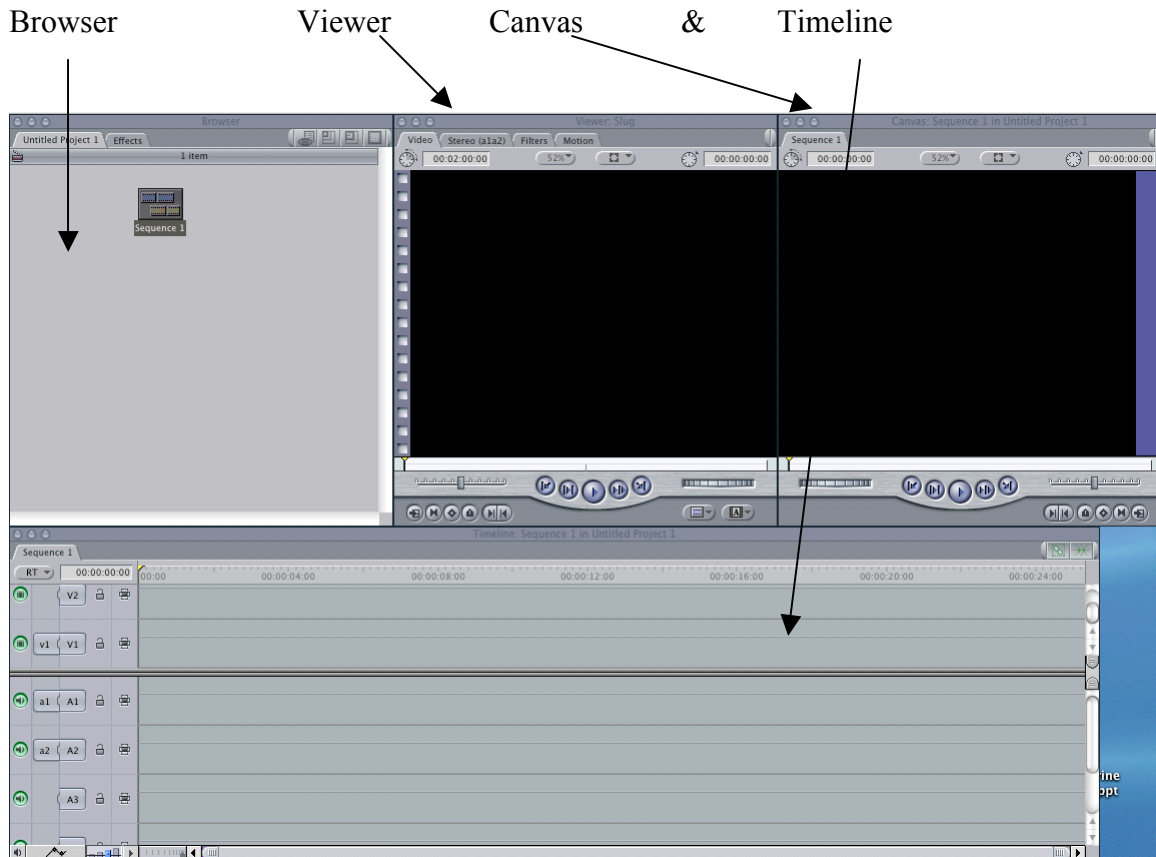 Browser Viewer Canvas & Timeline
Browser
Untitled Project 1 Effects
1 item
Sequence 1
Viewer: Slug
Video Stereo (a1a2) Filters Motion
00:02:00:00 52% 00:00:00:00
Canvas: Sequence 1 in Untitled Project 1
Sequence 1
00:00:00:00 52% 00:00:00:00
A
Timeline: Sequence 1 in Untitled Project 1
Sequence 1
RT 00:00:00:00 00:00 00:00:04:00 00:00:08:00 00:00:12:00 00:00:16:00 00:00:20:00 00:00:24:00
V2
v1 V1
a1 A1
a2 A2
A3